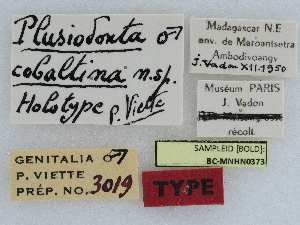 Plusiodonta ♂
cobaltina n.sp.
Holotype P. Viette
Madagascar N.E
env. de Maroantsetra
Ambodivoangy
J. Vadon XII.1950
Muséum PARIS
J. Vadon
récolt.
GENITALIA ♂
P. VIETTE
PRÉP. NO. 3019
SAMPLEID [BOLD]:
BC-MNHN0373
TYPE